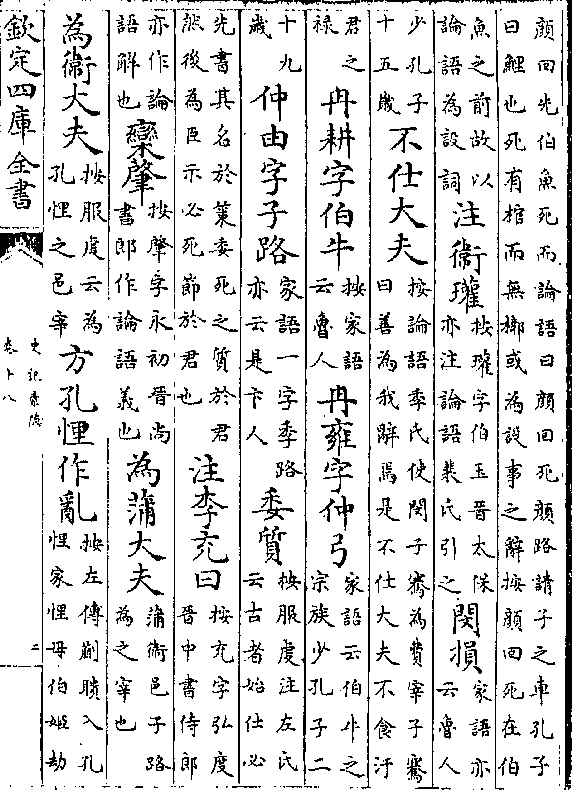 顔回先伯魚死而論語曰顔回死顔路請子之車孔子
曰鯉也死有棺而無槨或為設事之辭按顔回死在伯
魚之前故以
論語為設詞
注衛瓘
按瓘字伯玉晉太保
亦注論語裴氏引之
閔損
家語亦
云魯人
少孔子
十五歲
不仕大夫
按論語季氏使閔子騫為費宰子騫
曰善為我辭焉是不仕大夫不食汙
君之
禄
冉耕字伯牛
按家語
云魯人
冉雍字仲弓
家語云伯牛之
宗族少孔子二
十九
歲
仲由字子路
家語一字季路
亦云是卞人
委質
按服虔注左氏
云古者始仕必
先書其名於策委死之質於君
然後為臣示必死節於君也
注李充曰
按充字弘度
晉中書侍郎
亦作論
語解也
欒肇
按肇字永初晉尚
書郎作論語義也
為蒲大夫
蒲衛邑子路
為之宰也
為衛大夫
按服虔云為
孔悝之邑宰
方孔悝作亂
按左傳蒯聵入孔
悝家悝母伯姬劫
欽定四庫全書
史記索隱
卷十八
二